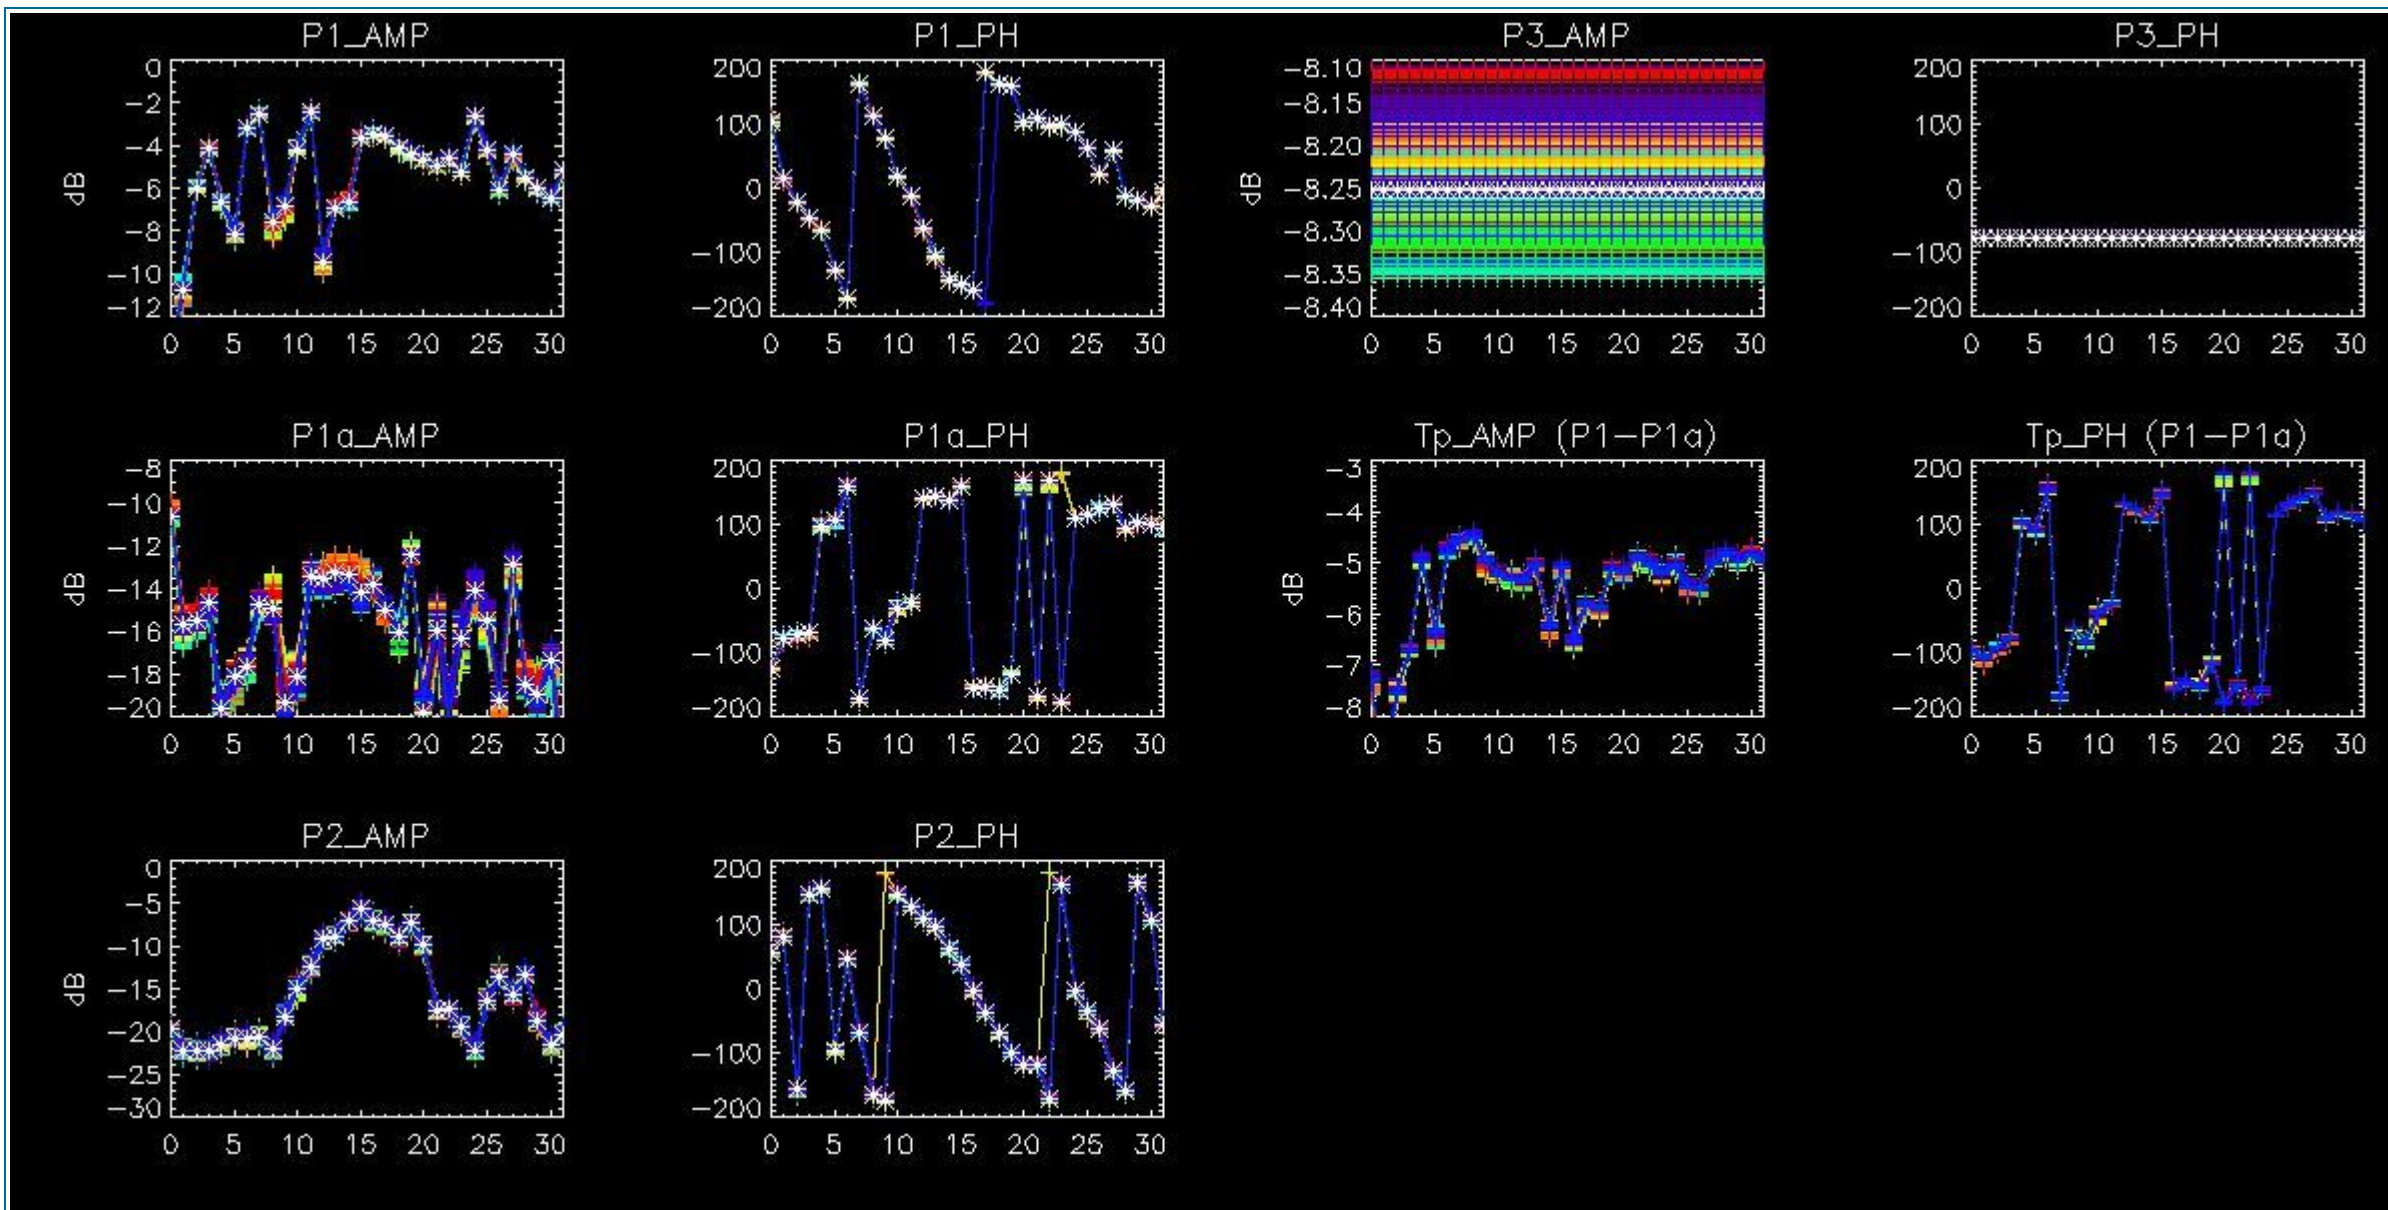 P1_AMP
P1_PH
P3_AMP
P3_PH
0
−2
−4
−6
−8
−10
−12
dB
0 5 10 15 20 25 30
200
100
0
−100
−200
0 5 10 15 20 25 30
−8.10
−8.15
−8.20
−8.25
−8.30
−8.35
−8.40
dB
0 5 10 15 20 25 30
200
100
0
−100
−200
0 5 10 15 20 25 30
P1a_AMP
P1a_PH
Tp_AMP (P1−P1a)
Tp_PH (P1−P1a)
−8
−10
−12
−14
−16
−18
−20
dB
0 5 10 15 20 25 30
200
100
0
−100
−200
0 5 10 15 20 25 30
−3
−4
−5
−6
−7
−8
dB
0 5 10 15 20 25 30
200
100
0
−100
−200
0 5 10 15 20 25 30
P2_AMP
P2_PH
0
−5
−10
−15
−20
−25
−30
dB
0 5 10 15 20 25 30
200
100
0
−100
−200
0 5 10 15 20 25 30